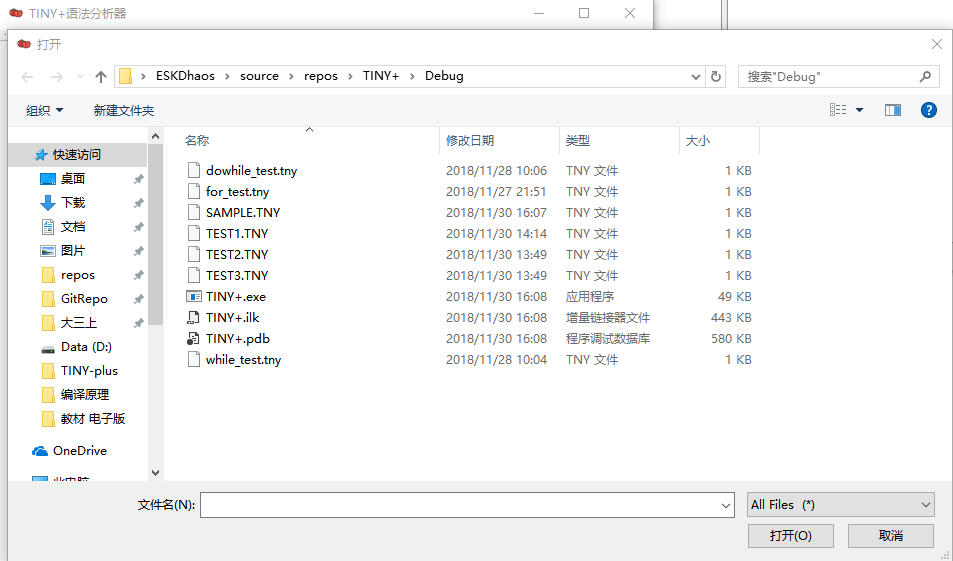 TINY+语法分析器
打开
ESKDhaos › source › repos › TINY+ › Debug
搜索"Debug"
组织 新建文件夹
名称 修改日期 类型 大小
快速访问
桌面
下载
文档
图片
repos
GitRepo
大三上
Data (D:)
TINY-plus
编译原理
教材 电子版
OneDrive
此电脑
dowhile_test.tny 2018/11/28 10:06 TNY 文件 1 KB
for_test.tny 2018/11/27 21:51 TNY 文件 1 KB
SAMPLE.TNY 2018/11/30 16:07 TNY 文件 1 KB
TEST1.TNY 2018/11/30 14:14 TNY 文件 1 KB
TEST2.TNY 2018/11/30 13:49 TNY 文件 1 KB
TEST3.TNY 2018/11/30 13:49 TNY 文件 1 KB
TINY+.exe 2018/11/30 16:08 应用程序 49 KB
TINY+.ilk 2018/11/30 16:08 增量链接器文件 443 KB
TINY+.pdb 2018/11/30 16:08 程序调试数据库 580 KB
while_test.tny 2018/11/28 10:04 TNY 文件 1 KB
文件名(N):
All Files (*)
打开(O) 取消